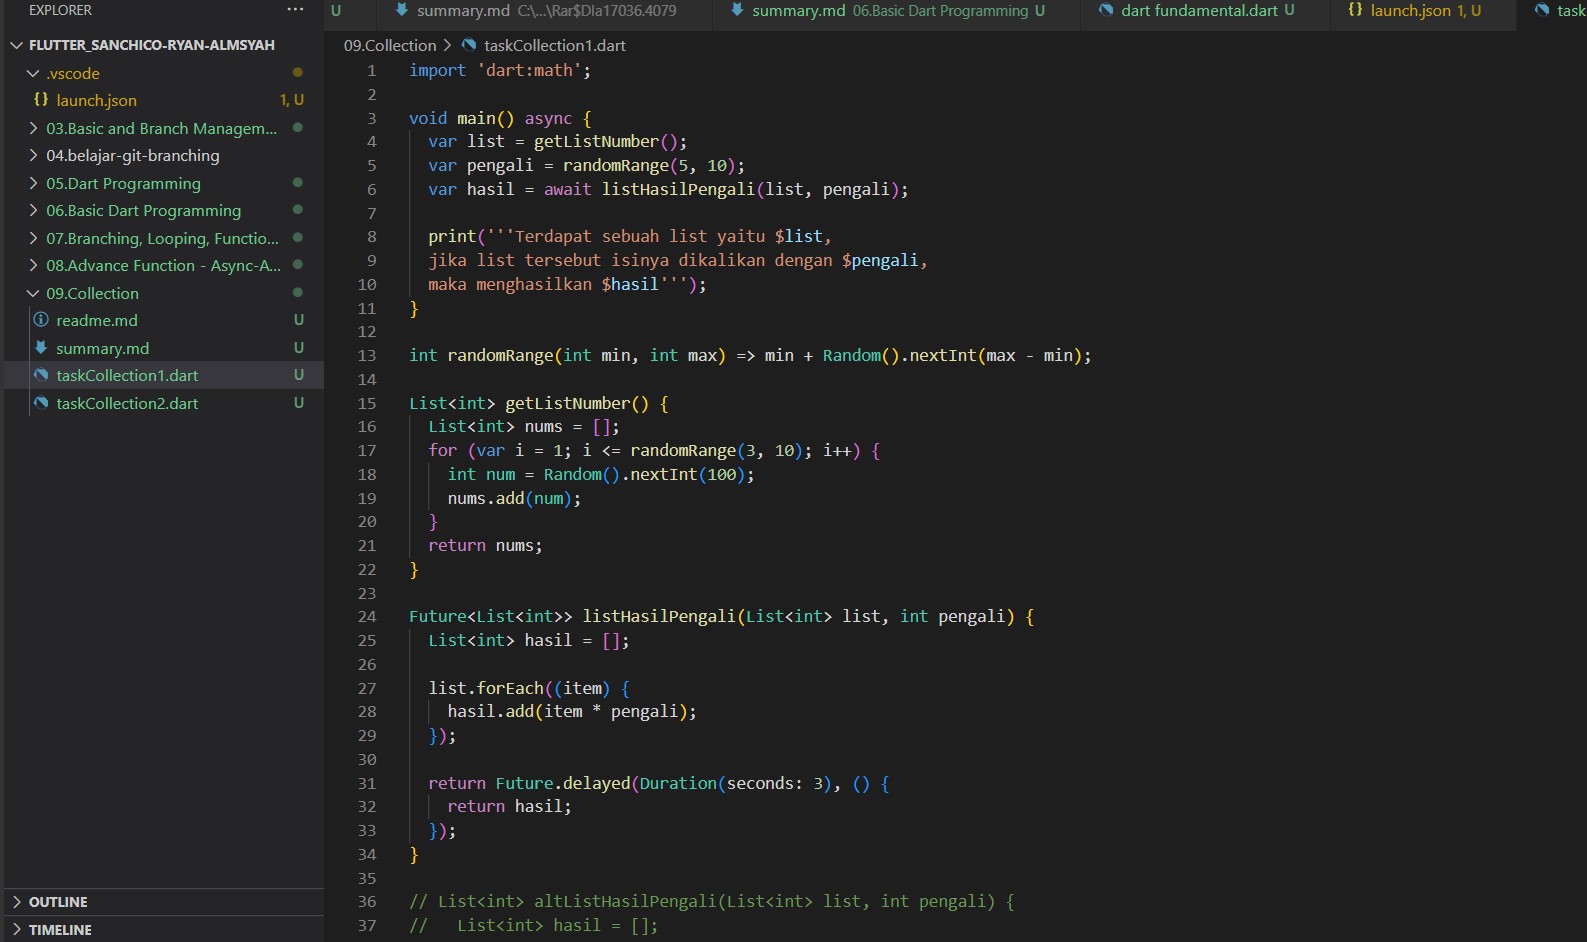 EXPLORER
···
FLUTTER_SANCHICO-RYAN-ALMSYAH
.vscode
launch.json 1, U
03.Basic and Branch Managem...
04.belajar-git-branching
05.Dart Programming
06.Basic Dart Programming
07.Branching, Looping, Functio...
08.Advance Function - Async-A...
09.Collection
readme.md U
summary.md U
taskCollection1.dart U
taskCollection2.dart U
OUTLINE
TIMELINE
U summary.md C:\...\Rar$DIa17036.4079 summary.md 06.Basic Dart Programming U dart fundamental.dart U launch.json 1, U task
09.Collection > taskCollection1.dart
1 import 'dart:math';
2
3 void main() async {
4 var list = getListNumber();
5 var pengali = randomRange(5, 10);
6 var hasil = await listHasilPengali(list, pengali);
7
8 print('''Terdapat sebuah list yaitu $list,
9 jika list tersebut isinya dikalikan dengan $pengali,
10 maka menghasilkan $hasil''');
11 }
12
13 int randomRange(int min, int max) => min + Random().nextInt(max - min);
14
15 List<int> getListNumber() {
16 List<int> nums = [];
17 for (var i = 1; i <= randomRange(3, 10); i++) {
18 int num = Random().nextInt(100);
19 nums.add(num);
20 }
21 return nums;
22 }
23
24 Future<List<int>> listHasilPengali(List<int> list, int pengali) {
25 List<int> hasil = [];
26
27 list.forEach((item) {
28 hasil.add(item * pengali);
29 });
30
31 return Future.delayed(Duration(seconds: 3), () {
32 return hasil;
33 });
34 }
35
36 // List<int> altListHasilPengali(List<int> list, int pengali) {
37 // List<int> hasil = [];